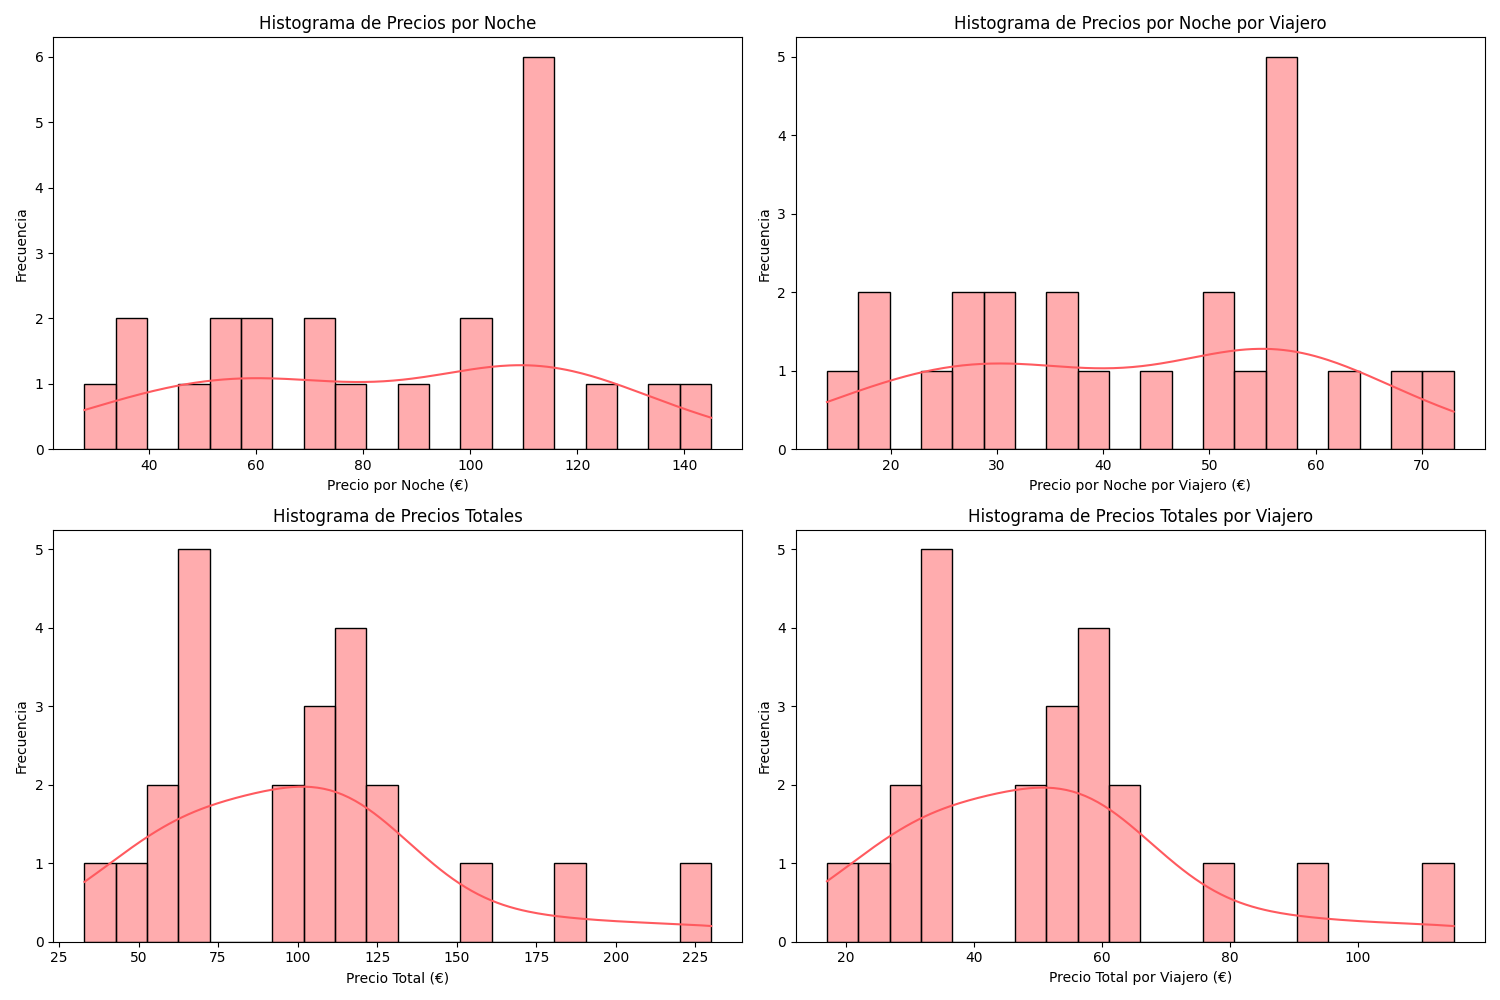 Histograma de Precios por Noche
6
5
4
3
2
1
0
Frecuencia
40 60 80 100 120 140
Precio por Noche (€)
Histograma de Precios por Noche por Viajero
5
4
3
2
1
0
Frecuencia
20 30 40 50 60 70
Precio por Noche por Viajero (€)
Histograma de Precios Totales
5
4
3
2
1
0
Frecuencia
25 50 75 100 125 150 175 200 225
Precio Total (€)
Histograma de Precios Totales por Viajero
5
4
3
2
1
0
Frecuencia
20 40 60 80 100
Precio Total por Viajero (€)